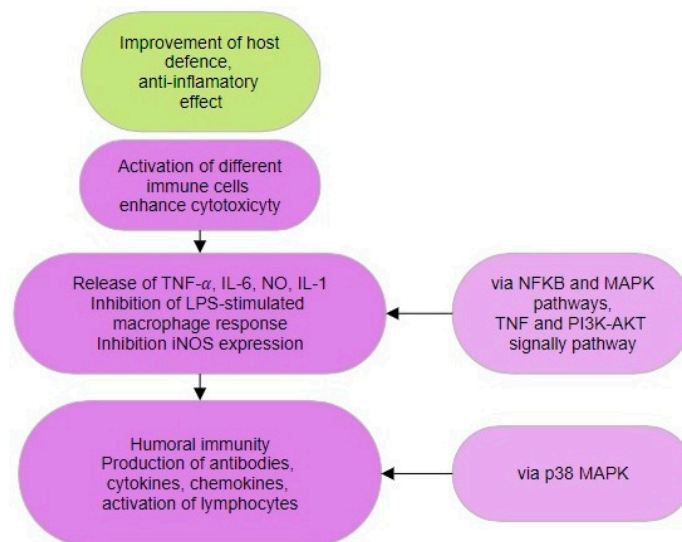 Improvement of host
defence,
anti-inflamatory
effect
Activation of different
immune cells
enhance cytotoxicyty
Release of TNF-α, IL-6, NO, IL-1
Inhibition of LPS-stimulated
macrophage response
Inhibition iNOS expression
via NFKB and MAPK
pathways,
TNF and PI3K-AKT
signally pathway
Humoral immunity
Production of antibodies,
cytokines, chemokines,
activation of lymphocytes
via p38 MAPK